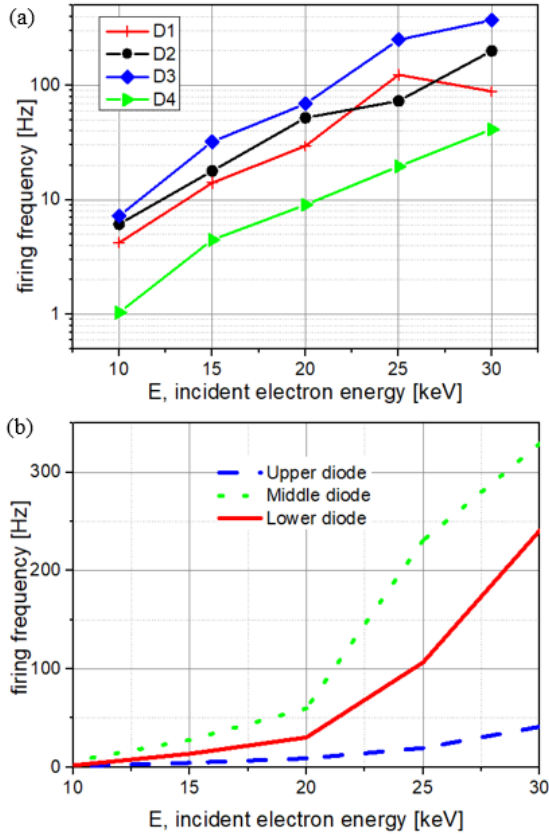 (a)
D1
D2
D3
D4
firing frequency [Hz]
100
10
1
10 15 20 25 30
E, incident electron energy [keV]
(b)
Upper diode
Middle diode
Lower diode
firing frequency [Hz]
300
200
100
0
10 15 20 25 30
E, incident electron energy [keV]